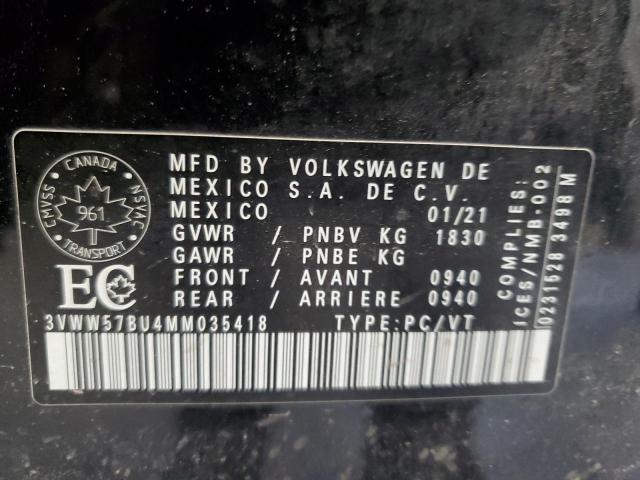 CANADA
CMVSS
NSVAC
961
TRANSPORT
EC
MFD BY VOLKSWAGEN DE
MEXICO S.A. DE C.V.
MEXICO 01/21
GVWR / PNBV KG 1830
GAWR / PNBE KG
FRONT / AVANT 0940
REAR / ARRIERE 0940
3VWW57BU4MM035418 TYPE:PC/VT
COMPLIES:
ICES/NMB-002
0231528 3498M